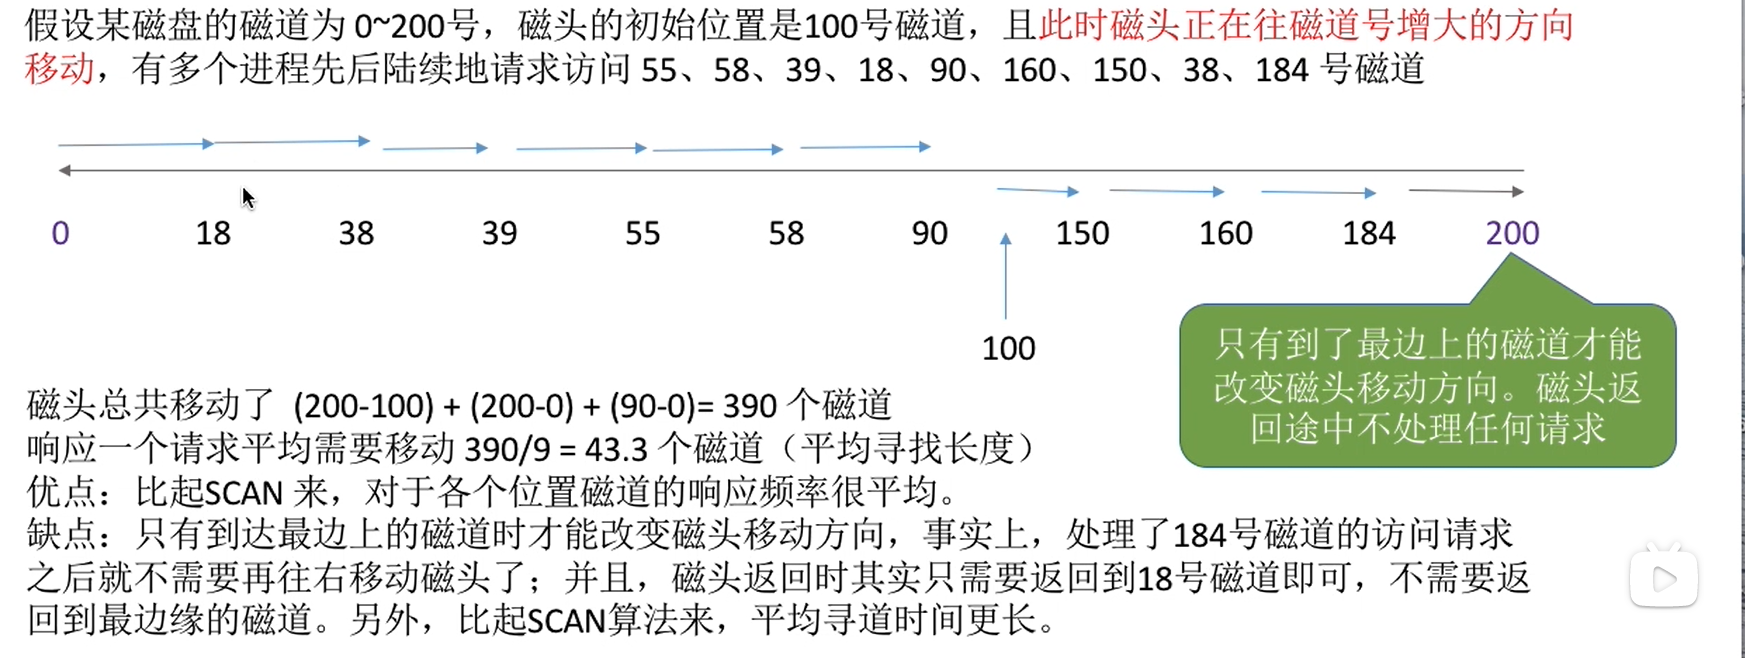 假设某磁盘的磁道为 0~200号，磁头的初始位置是100号磁道，且此时磁头正在往磁道号增大的方向
移动，有多个进程先后陆续地请求访问 55、58、39、18、90、160、150、38、184 号磁道
0 18 38 39 55 58 90 150 160 184 200
100
只有到了最边上的磁道才能
改变磁头移动方向。磁头返
回途中不处理任何请求
磁头总共移动了 (200-100) + (200-0) + (90-0)= 390 个磁道
响应一个请求平均需要移动 390/9 = 43.3 个磁道（平均寻找长度）
优点：比起SCAN 来，对于各个位置磁道的响应频率很平均。
缺点：只有到达最边上的磁道时才能改变磁头移动方向，事实上，处理了184号磁道的访问请求
之后就不需要再往右移动磁头了；并且，磁头返回时其实只需要返回到18号磁道即可，不需要返
回到最边缘的磁道。另外，比起SCAN算法来，平均寻道时间更长。